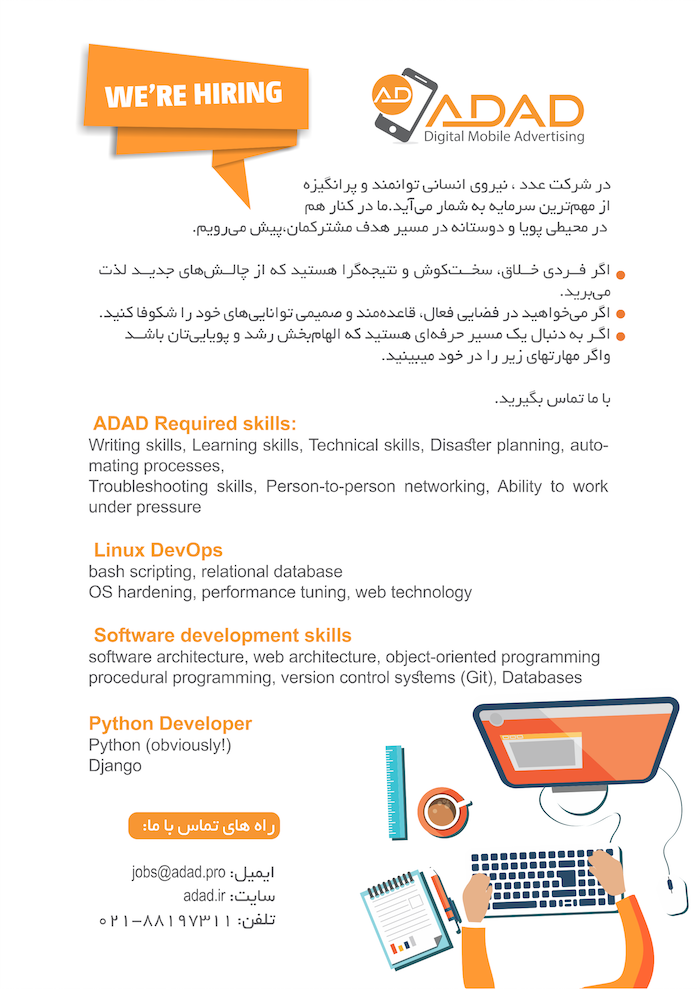 WE'RE HIRING
AD
ADAD
Digital Mobile Advertising
در شرکت عدد ، نیروی انسانی توانمند و پرانگیزه
از مهم‌ترین سرمایه به شمار می‌آید.ما در کنار هم
در محیطی پویا و دوستانه در مسیر هدف مشترکمان،پیش می‌رویم.
اگر فــردی خــلاق، سخــت‌کوش و نتیجه‌گرا هستید که از چالــش‌های جدیــد لذت
می‌برید.
اگر می‌خواهید در فضایی فعال، قاعده‌مند و صمیمی توانایی‌های خود را شکوفا کنید.
اگــر به دنبال یک مسیر حرفه‌ای هستید که الهام‌بخش رشد و پویایی‌تان باشــد
واگر مهارتهای زیر را در خود میبینید.
با ما تماس بگیرید.
ADAD Required skills:
Writing skills, Learning skills, Technical skills, Disaster planning, auto-
mating processes,
Troubleshooting skills, Person-to-person networking, Ability to work
under pressure
Linux DevOps
bash scripting, relational database
OS hardening, performance tuning, web technology
Software development skills
software architecture, web architecture, object-oriented programming
procedural programming, version control systems (Git), Databases
Python Developer
Python (obviously!)
Django
راه های تماس با ما:
ایمیل: jobs@adad.pro
سایت: adad.ir
تلفن: ۰۲۱-۸۸۱۹۷۳۱۱